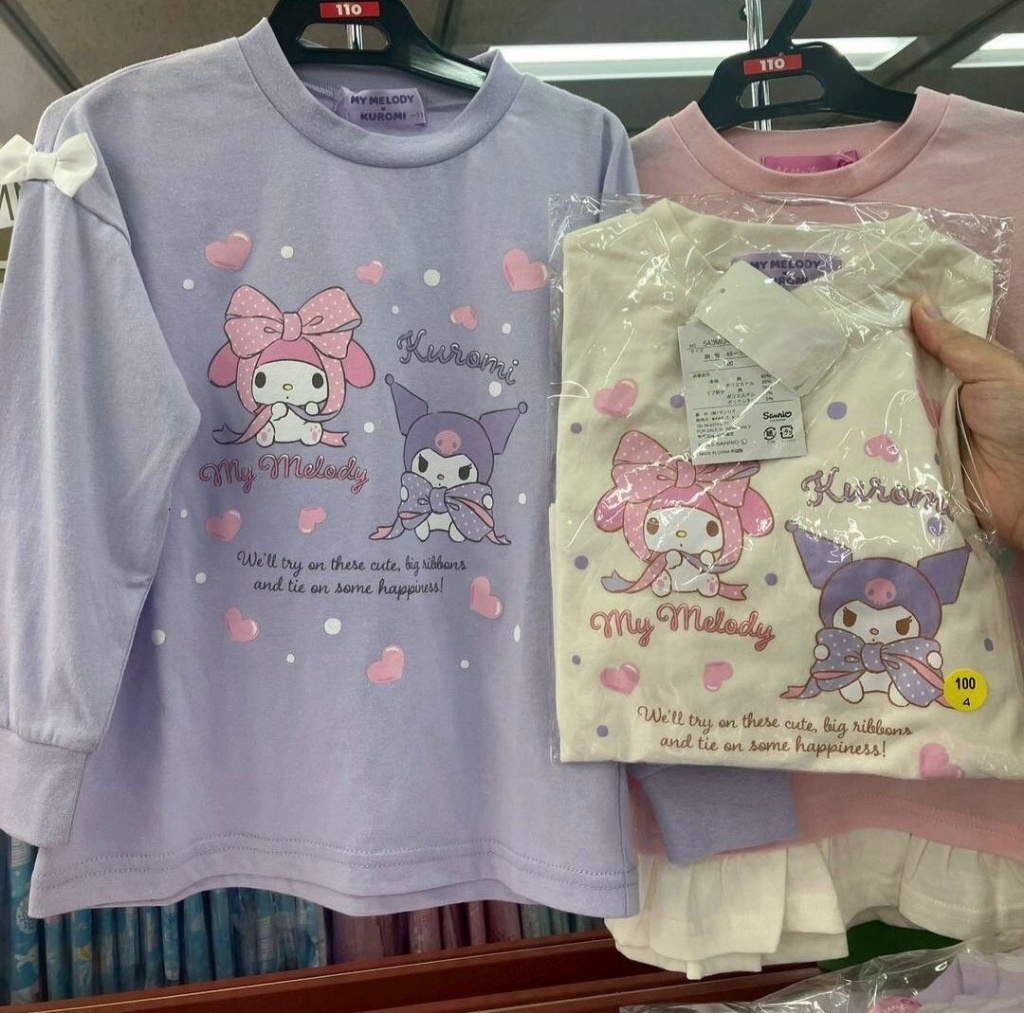 110
MY MELODY
KUROMI
Kuromi
My Melody
We'll try on these cute, big ribbons
and tie on some happiness!
110
MY MELODY
KUROMI
Sanrio
Kuromi
My Melody
100
4
We'll try on these cute, big ribbons
and tie on some happiness!